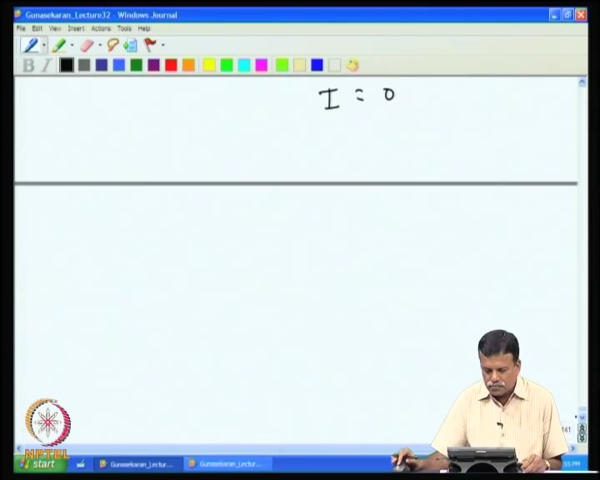 Gunasekaran_Lecture32 - Windows Journal
File Edit View Insert Actions Tools Help
B I
I = 0
NPTEL
start Gunasekaran_Lectur... Gunasekaran_Lectur...